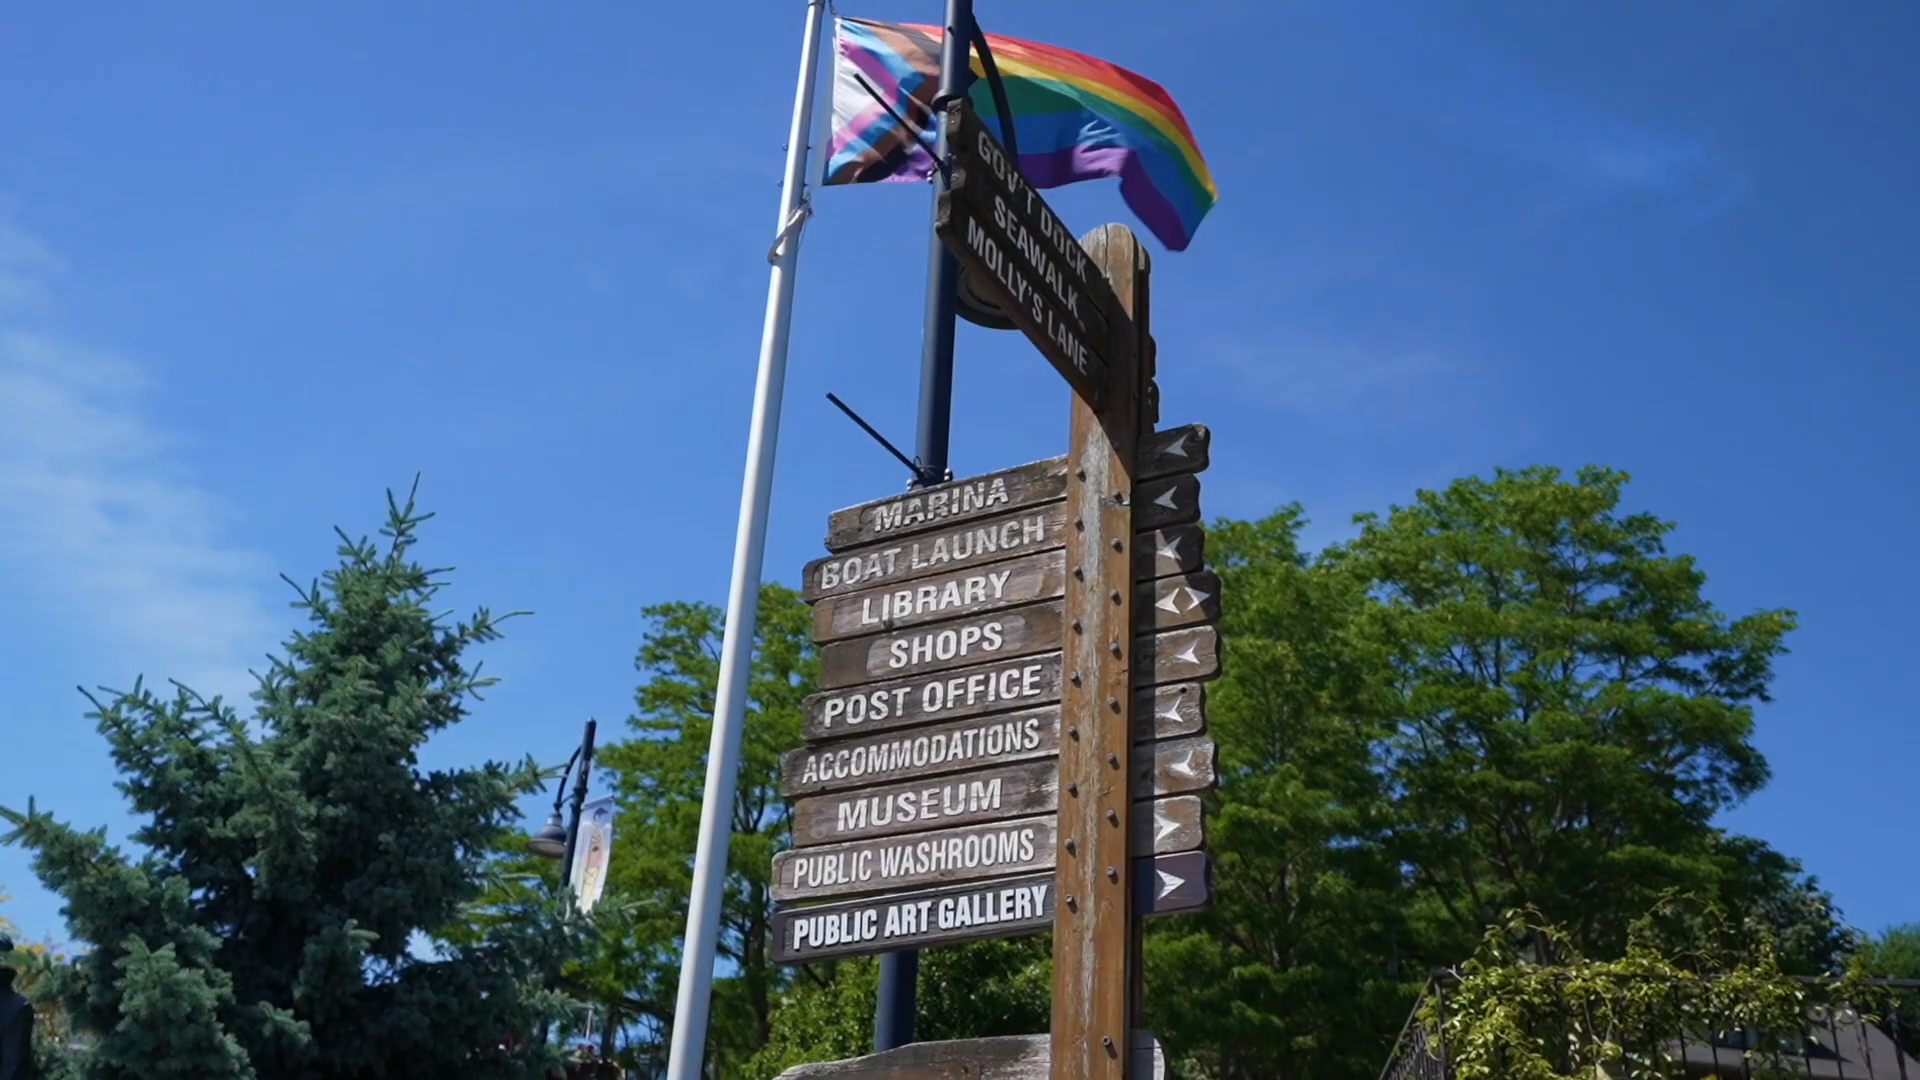 GOV'T DOCK
SEAWALK
MOLLY'S LANE
MARINA
BOAT LAUNCH
LIBRARY
SHOPS
POST OFFICE
ACCOMMODATIONS
MUSEUM
PUBLIC WASHROOMS
PUBLIC ART GALLERY